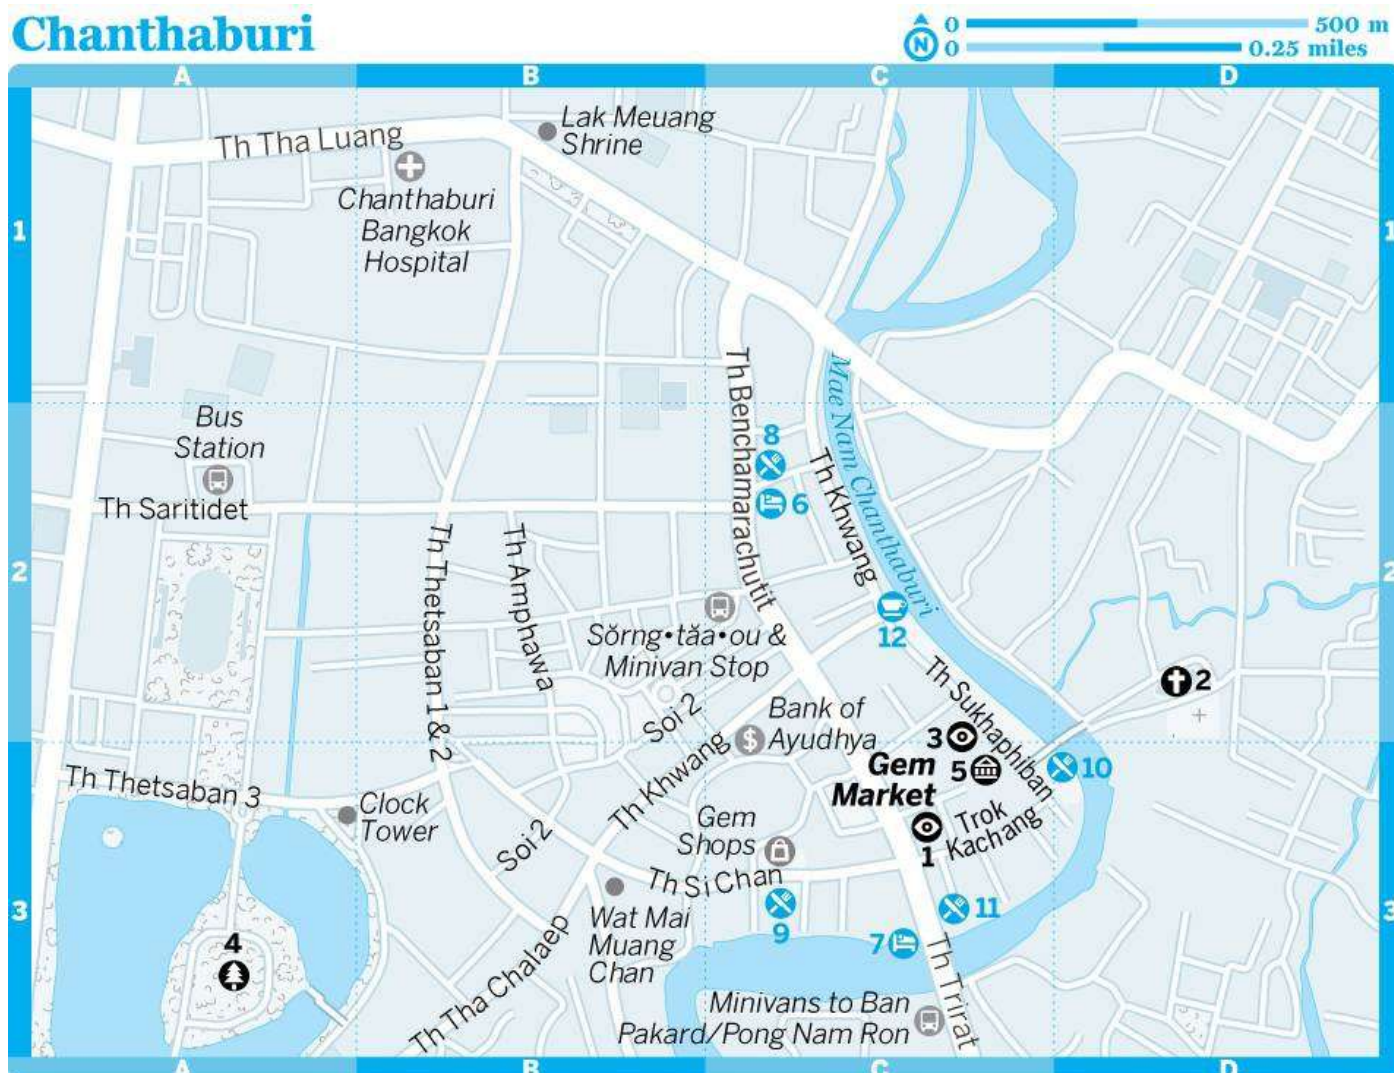 Chanthaburi
N
0 500 m
0 0.25 miles
A B C D
Th Tha Luang
Lak Meuang
Shrine
Chanthaburi
Bangkok
Hospital
1
1
Mae Nam Chanthaburi
Th Benchamarachutit
Bus
Station
8
Th Khwang
Th Saritidet
6
Th Thetsaban 1 & 2
Th Amphawa
2
2
Sŏrng•tăa•ou &
Minivan Stop
12
Th Sukhaphiban
2
Soi 2
Bank of
Ayudhya
$
3
Gem
Market
5
10
Th Thetsaban 3
Th Khwang
Clock
Tower
Gem
Shops
Trok
Kachang
1
Soi 2
Th Si Chan
3
3
Wat Mai
Muang
Chan
9
11
7
4
Th Tha Chalaep
Th Trirat
Minivans to Ban
Pakard/Pong Nam Ron
A B C D